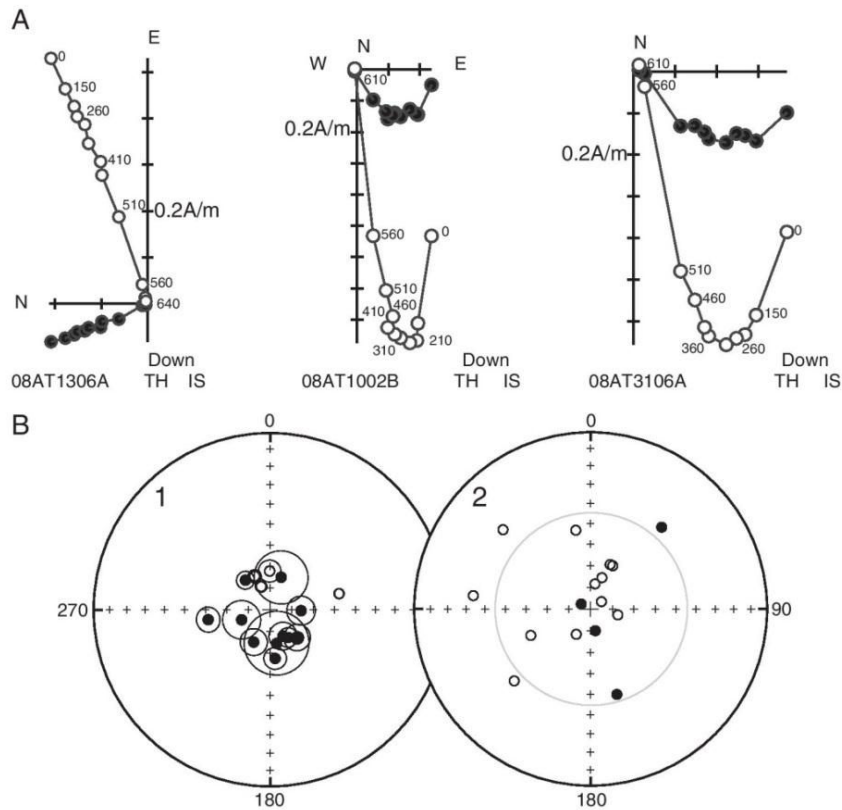 A
E
0
150
260
410
510
0.2A/m
560
N
640
Down
08AT1306A
TH IS
N
W
E
610
0.2A/m
560
0
510
460
410
210
310
Down
08AT1002B
TH IS
N
610
560
0.2A/m
0
510
460
150
360
260
Down
08AT3106A
TH IS
B
0
0
1
2
270
90
180
180